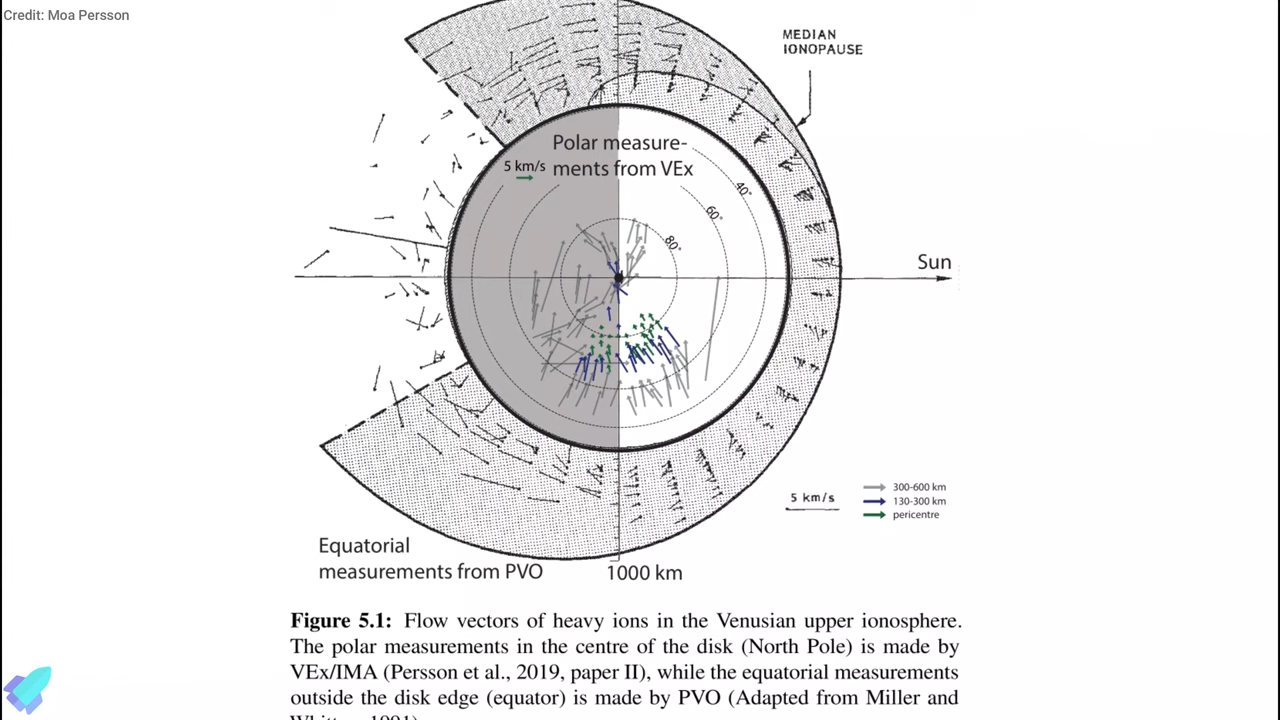 Credit: Moa Persson
MEDIAN
IONOPAUSE
Polar measure-
5 km/s ments from VEx
40°
60°
80°
Sun
300-600 km
5 km/s
130-300 km
pericentre
Equatorial
measurements from PVO
1000 km
Figure 5.1: Flow vectors of heavy ions in the Venusian upper ionosphere.
The polar measurements in the centre of the disk (North Pole) is made by
VEx/IMA (Persson et al., 2019, paper II), while the equatorial measurements
outside the disk edge (equator) is made by PVO (Adapted from Miller and